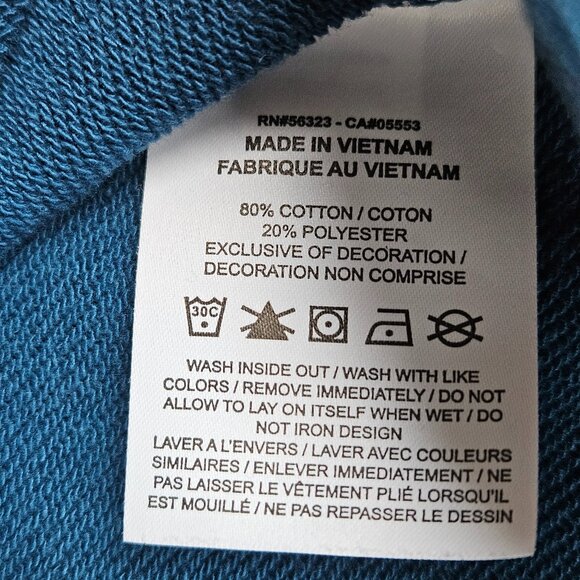 RN#56323 - CA#05553
MADE IN VIETNAM
FABRIQUE AU VIETNAM
80% COTTON / COTON
20% POLYESTER
EXCLUSIVE OF DECORATION /
DECORATION NON COMPRISE
30C
WASH INSIDE OUT / WASH WITH LIKE
COLORS / REMOVE IMMEDIATELY / DO NOT
ALLOW TO LAY ON ITSELF WHEN WET / DO
NOT IRON DESIGN
LAVER A L'ENVERS / LAVER AVEC COULEURS
SIMILAIRES / ENLEVER IMMEDIATEMENT / NE
PAS LAISSER LE VÊTEMENT PLIÉ LORSQU'IL
EST MOUILLÉ / NE PAS REPASSER LE DESSIN